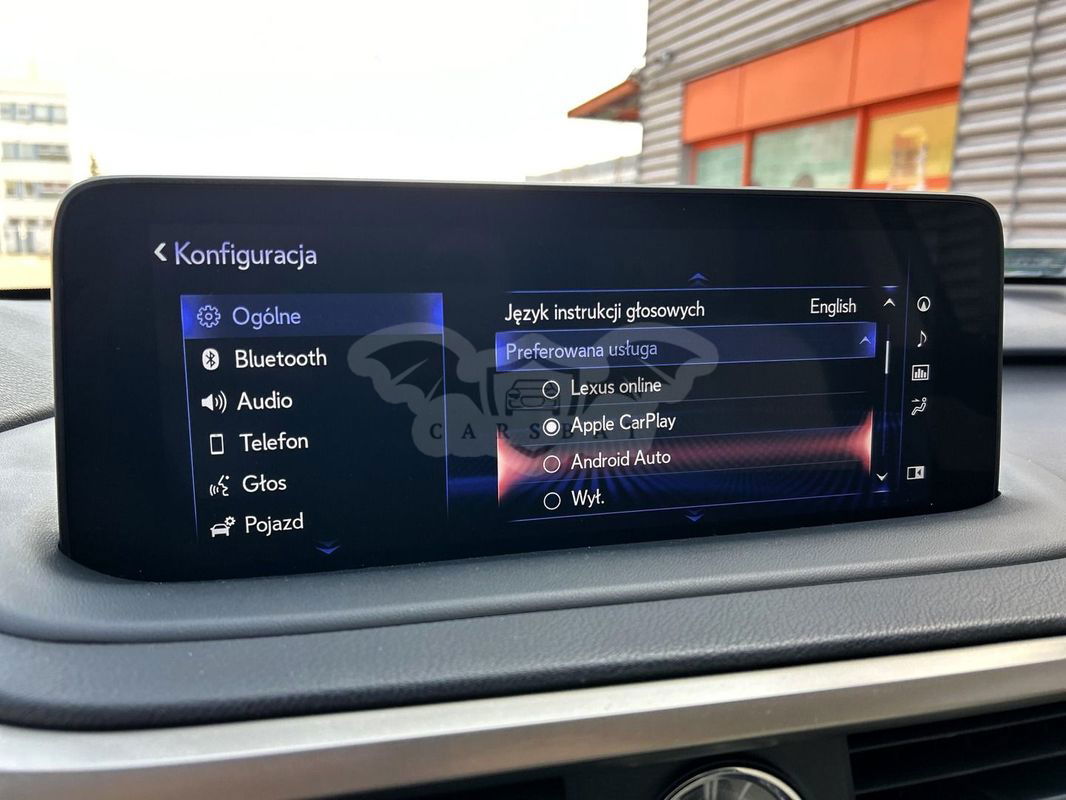 Konfiguracja
Ogólne
Bluetooth
Audio
Telefon
Głos
Pojazd
Język instrukcji głosowych English
Preferowana usługa
Lexus online
Apple CarPlay
Android Auto
Wył.
CARSBAT